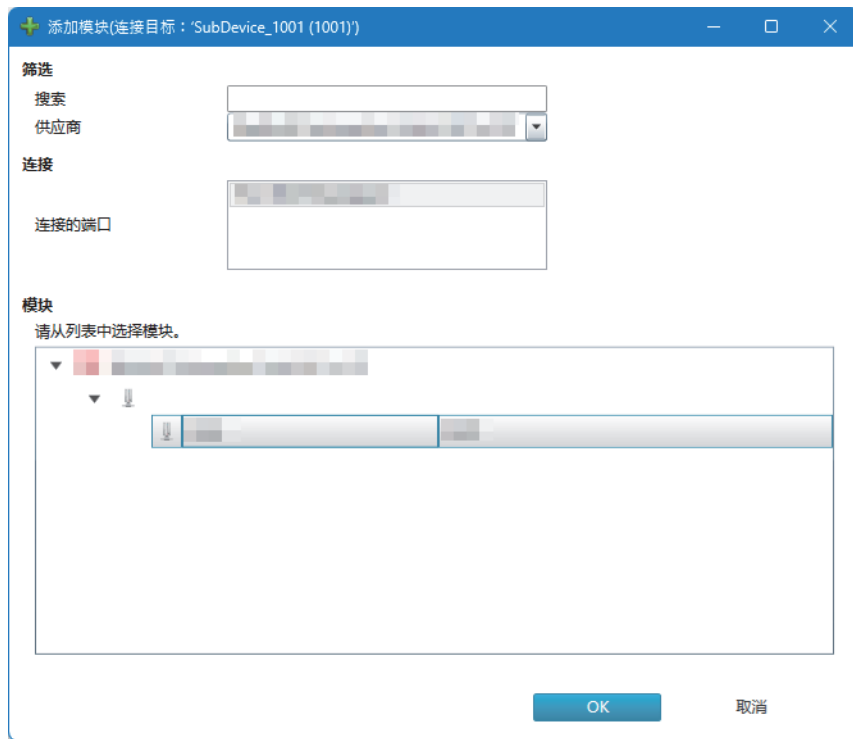 添加模块(连接目标：'SubDevice_1001 (1001)')
筛选
搜索
供应商
连接
连接的端口
模块
请从列表中选择模块。
OK 取消